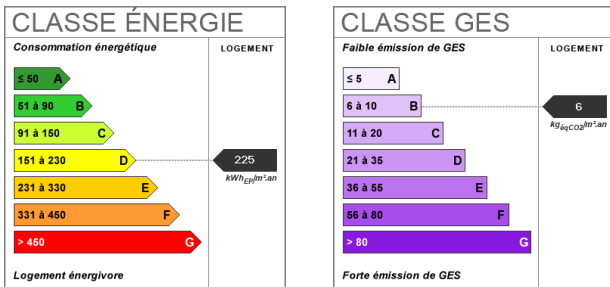 CLASSE ÉNERGIE
Consommation énergétique
LOGEMENT
≤ 50 A
51 à 90 B
91 à 150 C
151 à 230 D
225
kWhEP/m².an
231 à 330 E
331 à 450 F
> 450 G
Logement énergivore
CLASSE GES
Faible émission de GES
LOGEMENT
≤ 5 A
6 à 10 B
6
kgéqCO2/m².an
11 à 20 C
21 à 35 D
36 à 55 E
56 à 80 F
> 80 G
Forte émission de GES